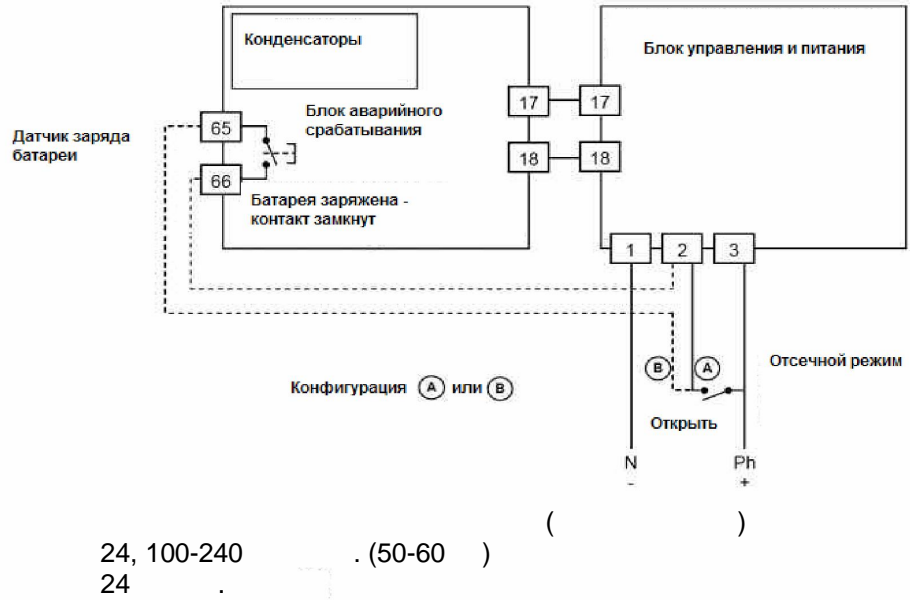 Конденсаторы
Блок управления и питания
Блок аварийного
срабатывания
17
17
65
Датчик заряда
батареи
18
18
66
Батарея заряжена -
контакт замкнут
1
2
3
B
A
Отсечной режим
Конфигурация A или B
Открыть
N
Ph
-
+
( )
24, 100-240 . (50-60 )
24 .